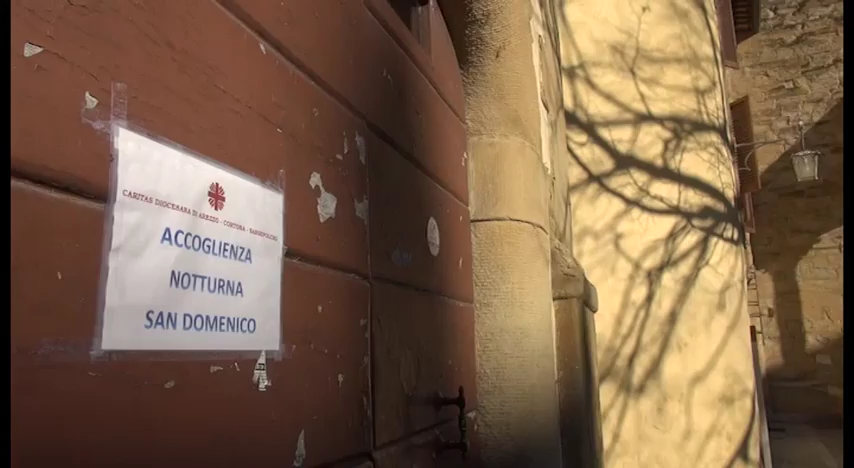 CARITAS DIOCESANA DI AREZZO - CORTONA - SANSEPOLCRO
ACCOGLIENZA
NOTTURNA
SAN DOMENICO